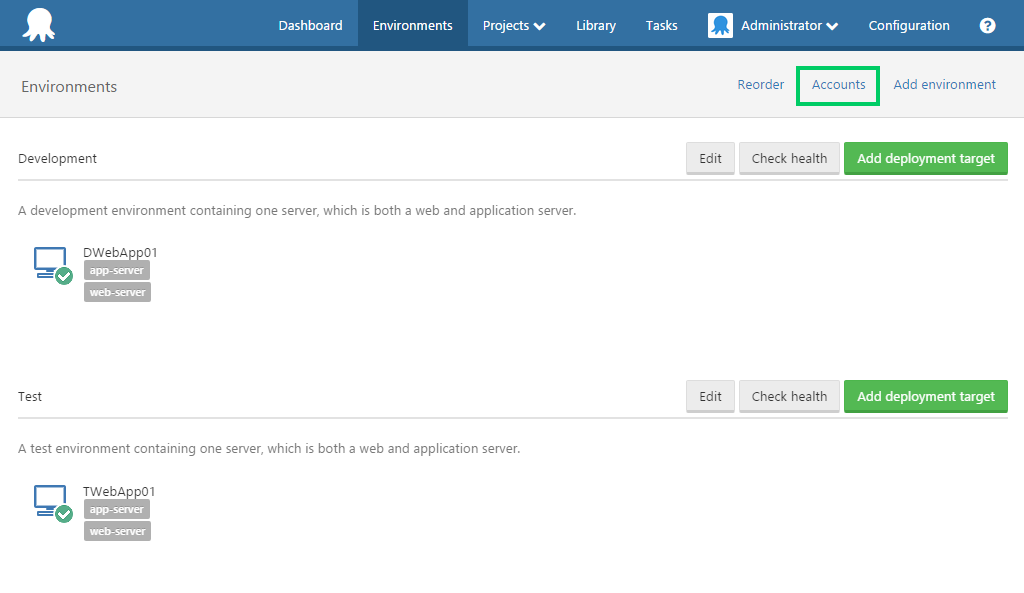 Dashboard Environments Projects Library Tasks Administrator Configuration ?
Environments Reorder Accounts Add environment
Development Edit Check health Add deployment target
A development environment containing one server, which is both a web and application server.
DWebApp01
app-server
web-server
Test Edit Check health Add deployment target
A test environment containing one server, which is both a web and application server.
TWebApp01
app-server
web-server